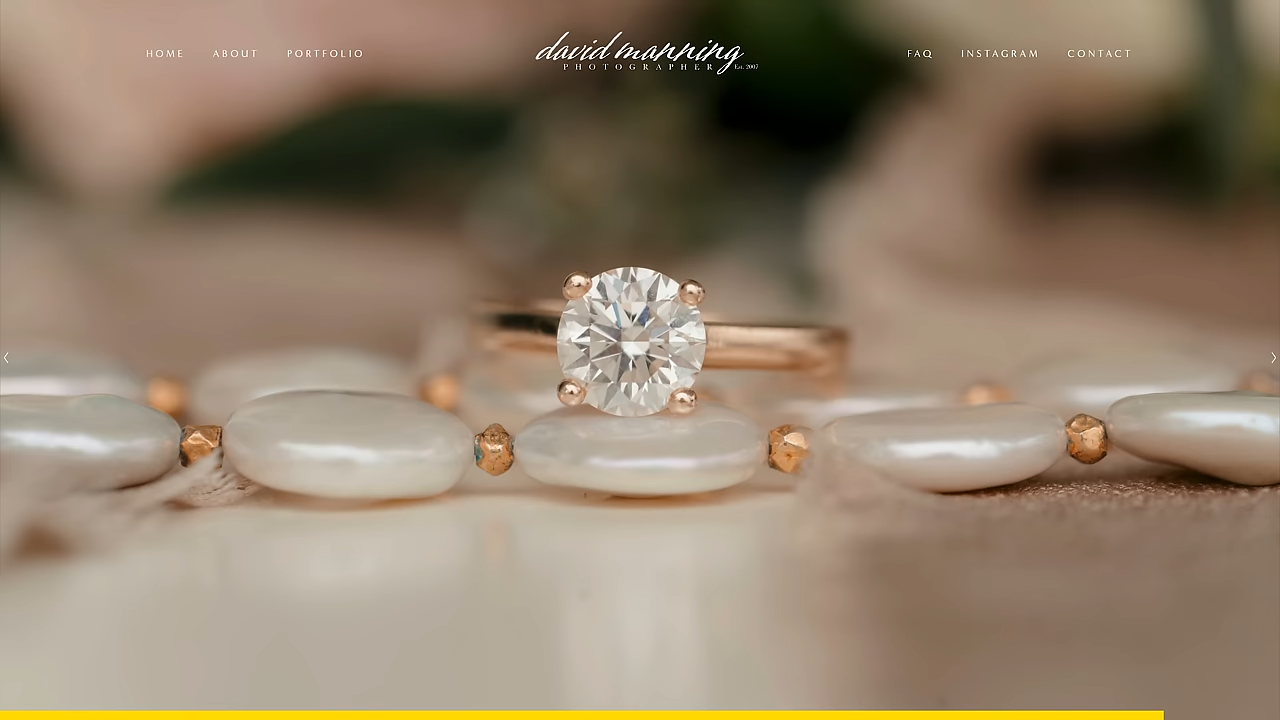 HOME ABOUT PORTFOLIO
david manning
PHOTOGRAPHER Est. 2007
FAQ INSTAGRAM CONTACT